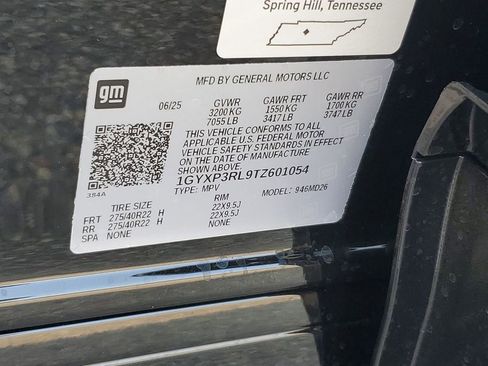 Spring Hill, Tennessee
gm
MFD BY GENERAL MOTORS LLC
06/25 GVWR GAWR FRT GAWR RR
3200 KG 1550 KG 1700 KG
7055 LB 3417 LB 3747 LB
THIS VEHICLE CONFORMS TO ALL
APPLICABLE U.S. FEDERAL MOTOR
VEHICLE SAFETY STANDARDS IN EFFECT
ON THE DATE OF MANUFACTURE
SHOWN ABOVE.
384A
1GYXP3RL9TZ601054
TYPE: MPV MODEL: 946MD26
TIRE SIZE RIM
FRT 275/40R22 H 22X9.5J
RR 275/40R22 H 22X9.5J
SPA NONE NONE